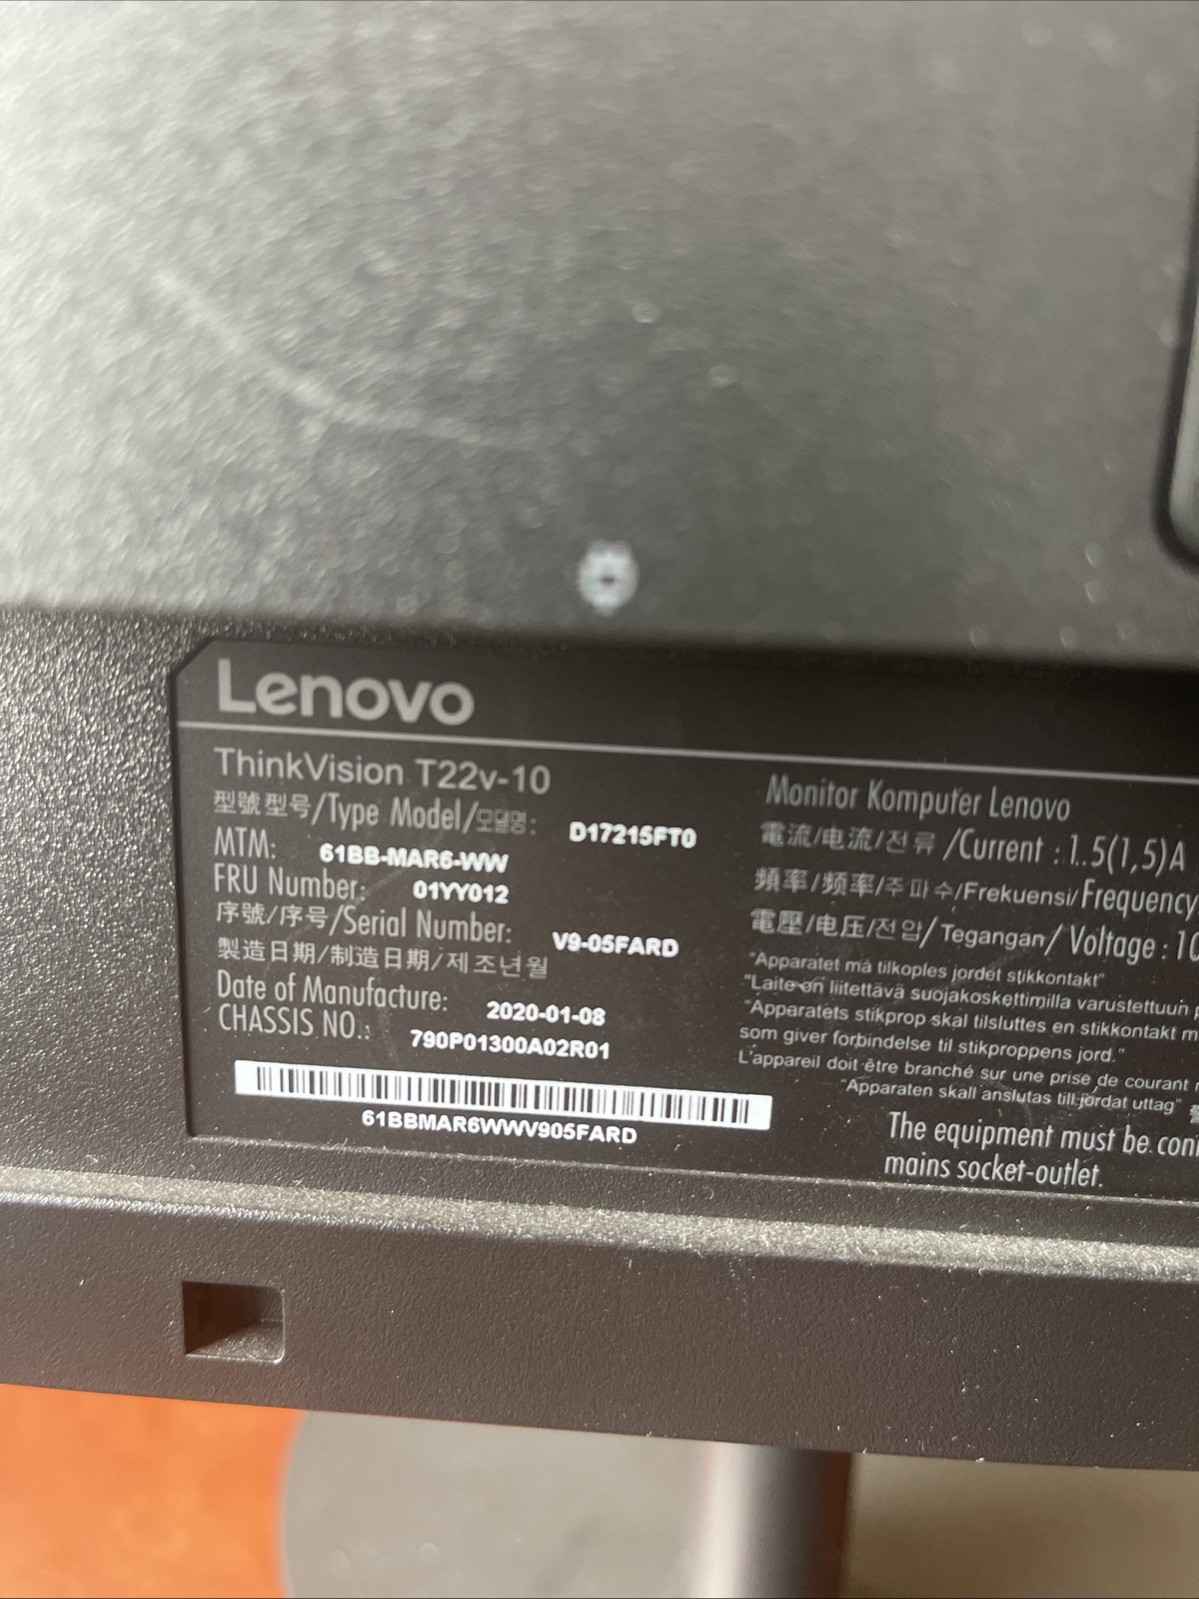 Lenovo
ThinkVision T22v-10
型號型号/Type Model/모델명: D17215FT0
MTM: 61BB-MAR6-WW
FRU Number: 01YY012
序號/序号/Serial Number: V9-05FARD
製造日期/制造日期/제조년월
Date of Manufacture: 2020-01-08
CHASSIS NO.: 790P01300A02R01
61BBMAR6WWV905FARD
Monitor Komputer Lenovo
電流/电流/전류 /Current : 1.5(1,5)A
頻率/频率/주파수/Frekuensi/Frequency
電壓/电压/전압/Tegangan/Voltage : 10
"Apparatet må tilkoples jordet stikkontakt"
"Laite on liitettävä suojakoskettimilla varustettuun
"Apparatets stikprop skal tilsluttes en stikkontakt m
som giver forbindelse til stikproppens jord."
L'appareil doit être branché sur une prise de courant
"Apparaten skall anslutas till jordat uttag"
The equipment must be con
mains socket-outlet.